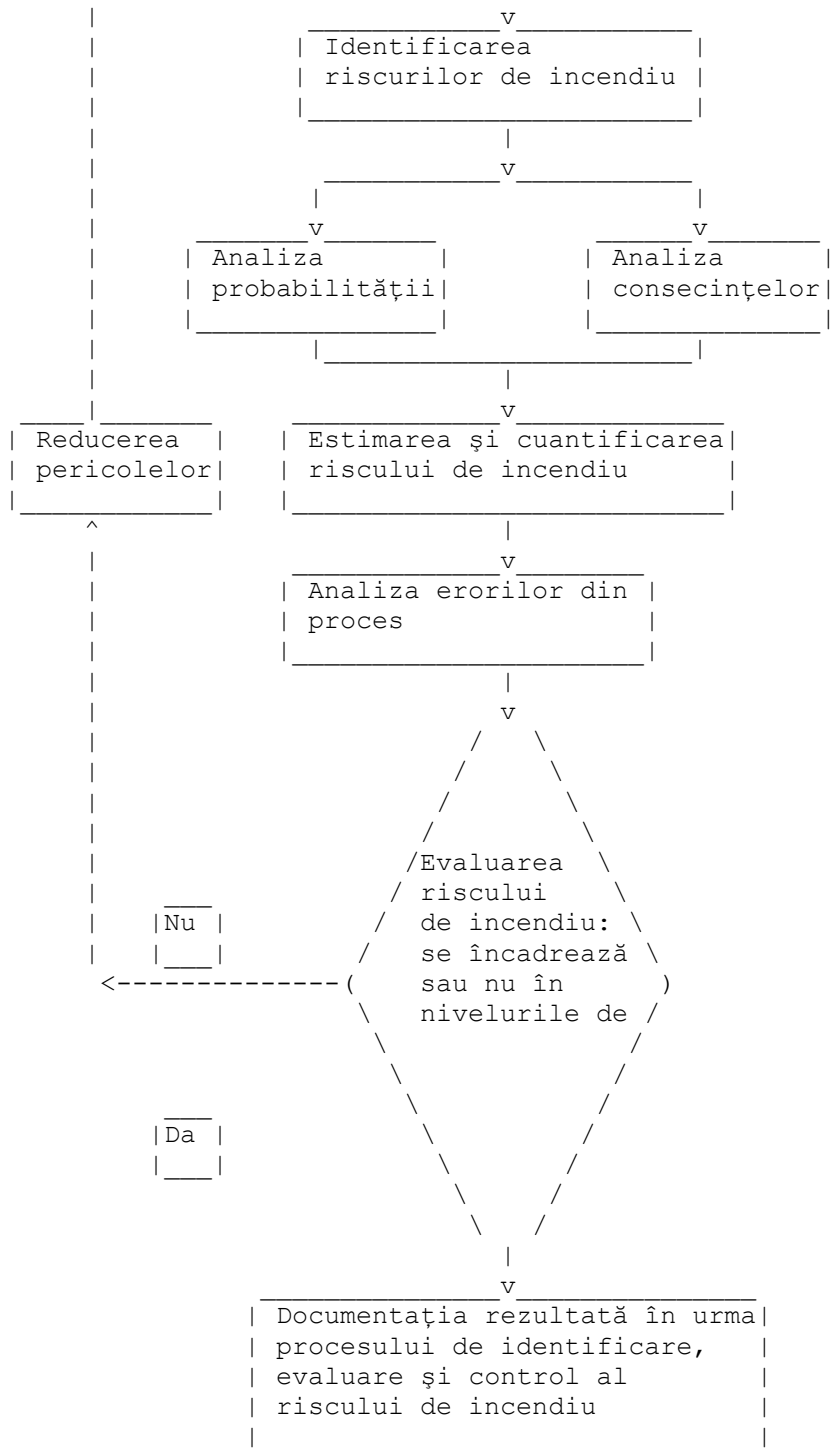 Identificarea
riscurilor de incendiu
Analiza
probabilităţii
Analiza
consecinţelor
Reducerea
pericolelor
Estimarea şi cuantificarea
riscului de incendiu
Analiza erorilor din
proces
Evaluarea
riscului
de incendiu:
se încadrează
sau nu în
nivelurile de
Nu
Da
Documentaţia rezultată în urma
procesului de identificare,
evaluare şi control al
riscului de incendiu